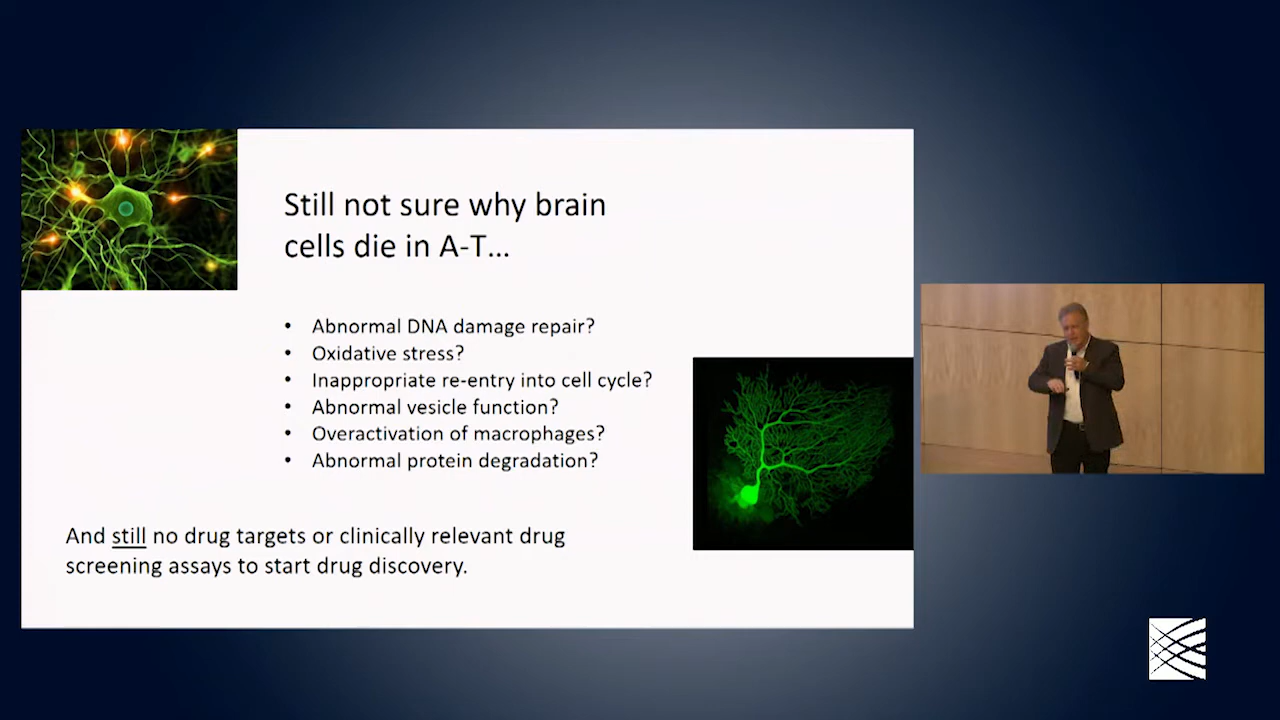 Still not sure why brain
cells die in A-T...
• Abnormal DNA damage repair?
• Oxidative stress?
• Inappropriate re-entry into cell cycle?
• Abnormal vesicle function?
• Overactivation of macrophages?
• Abnormal protein degradation?
And still no drug targets or clinically relevant drug
screening assays to start drug discovery.